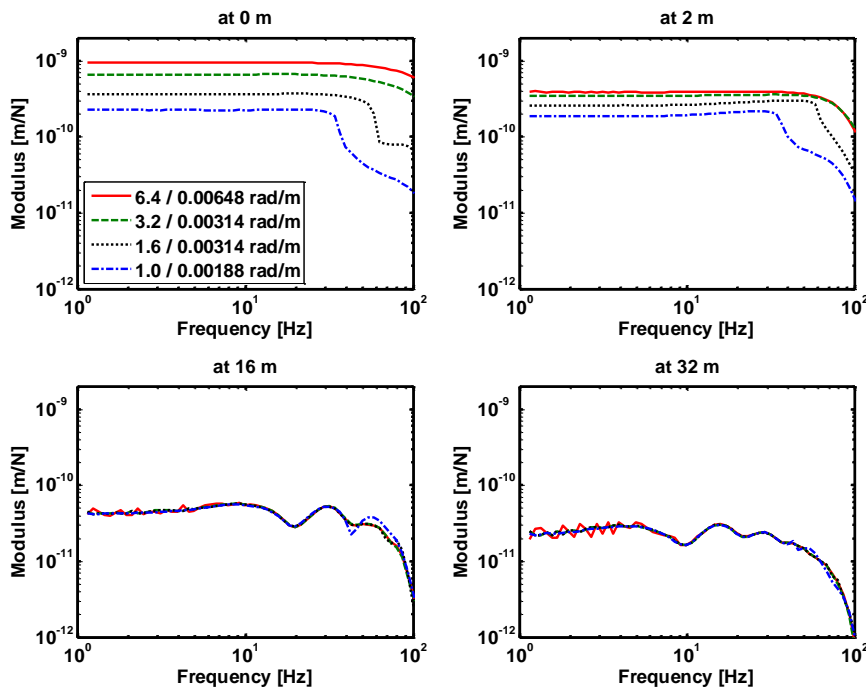 at 0 m
Modulus [m/N]
10^-9
10^-10
10^-11
10^-12
6.4 / 0.00648 rad/m
3.2 / 0.00314 rad/m
1.6 / 0.00314 rad/m
1.0 / 0.00188 rad/m
10^0
10^1
10^2
Frequency [Hz]
at 2 m
Modulus [m/N]
10^-9
10^-10
10^-11
10^-12
10^0
10^1
10^2
Frequency [Hz]
at 16 m
Modulus [m/N]
10^-9
10^-10
10^-11
10^-12
10^0
10^1
10^2
Frequency [Hz]
at 32 m
Modulus [m/N]
10^-9
10^-10
10^-11
10^-12
10^0
10^1
10^2
Frequency [Hz]